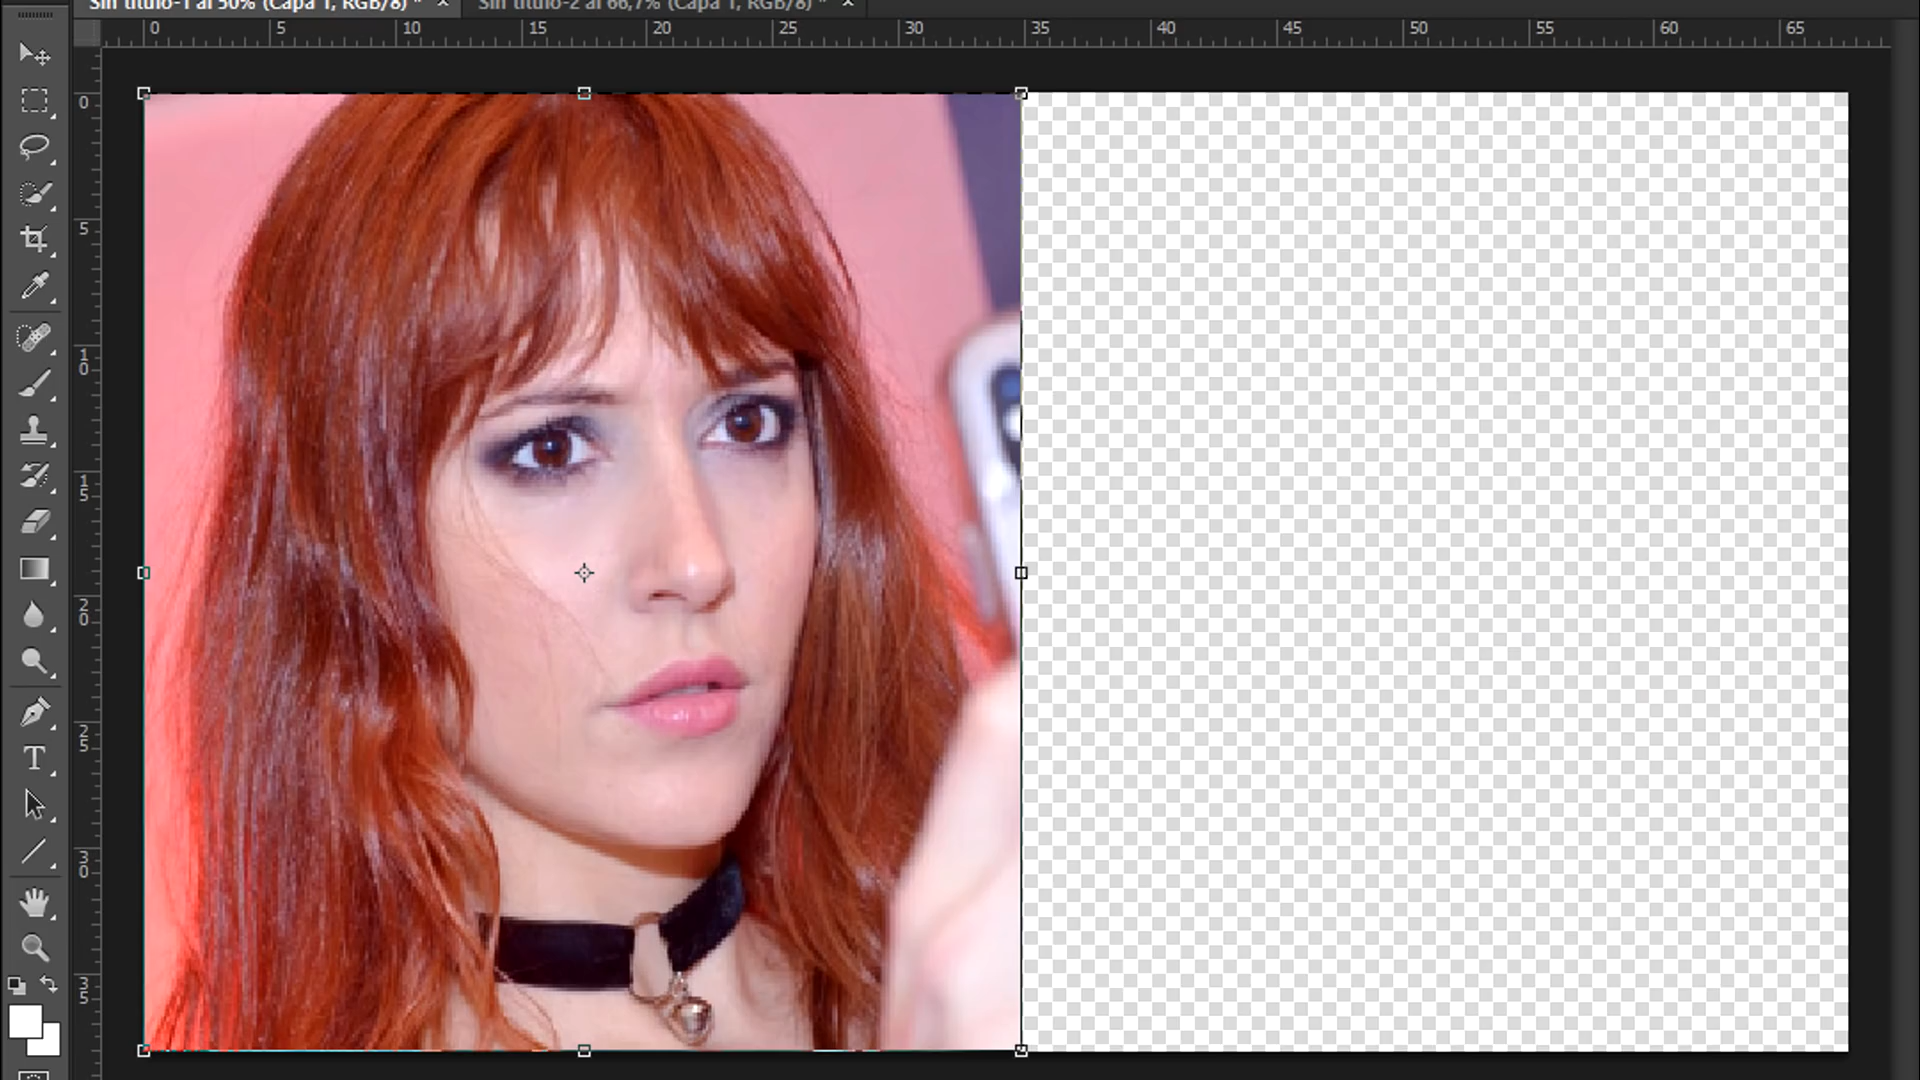 Sin título-1 al 50% (Capa 1, RGB/8) * ×
Sin título-2 al 66,7% (Capa 1, RGB/8) * ×
0 5 10 15 20 25 30 35 40 45 50 55 60 65
0
5
10
15
20
25
30
35
T